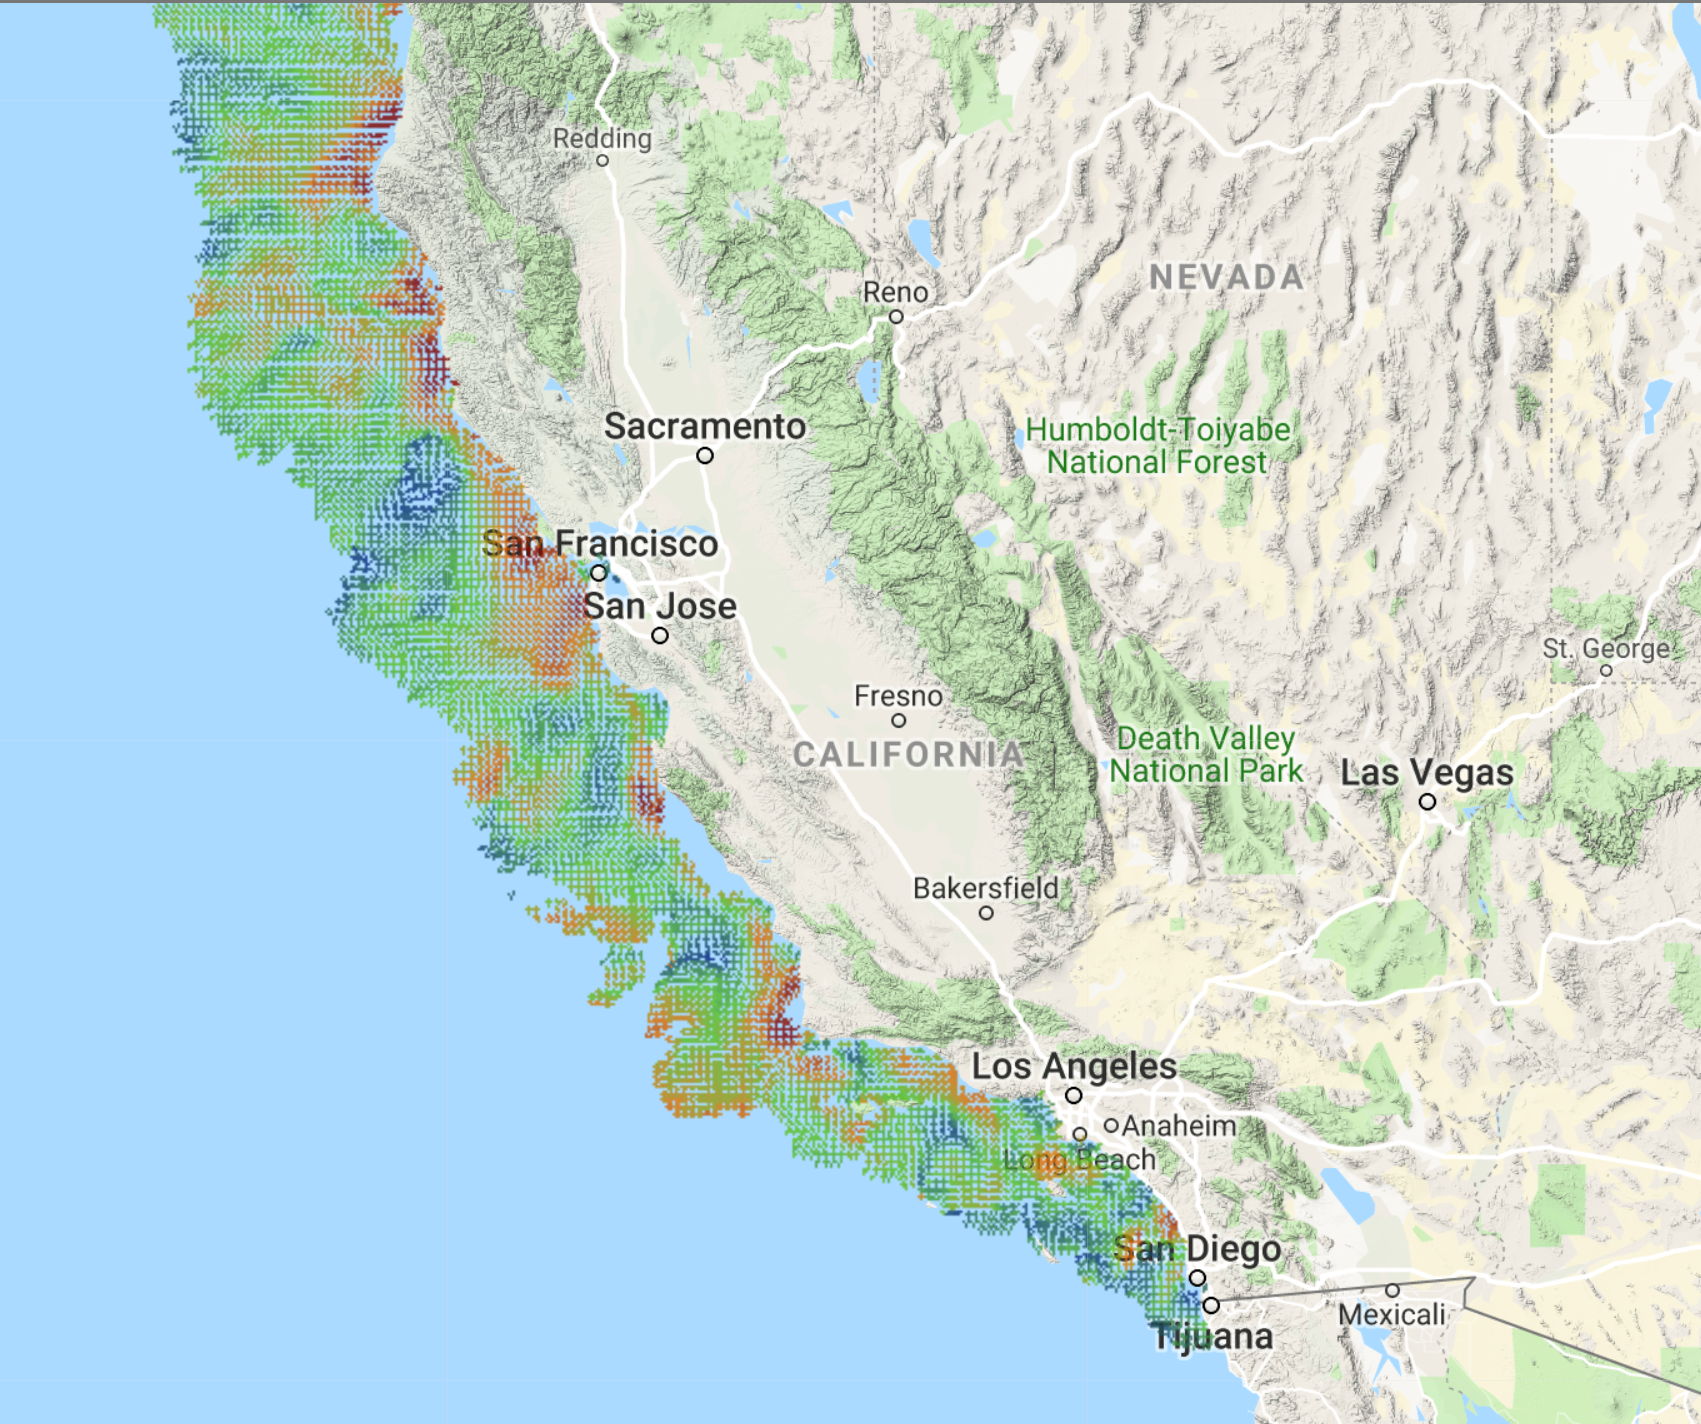 Redding
NEVADA
Reno
Sacramento
Humboldt-Toiyabe
National Forest
San Francisco
San Jose
St. George
Fresno
CALIFORNIA
Death Valley
National Park
Las Vegas
Bakersfield
Los Angeles
Anaheim
Long Beach
San Diego
Mexicali
Tijuana